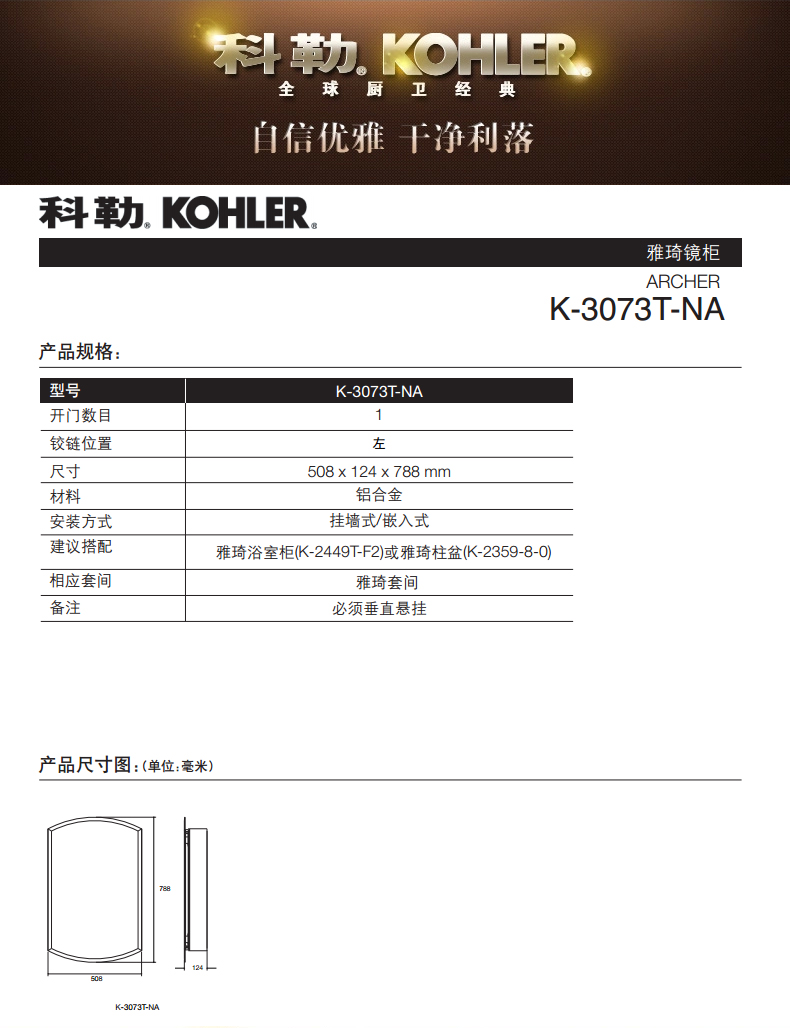 科勒® KOHLER®
全球厨卫经典
自信优雅 干净利落
科勒® KOHLER®
雅琦镜柜
ARCHER
K-3073T-NA
产品规格：
型号 K-3073T-NA
开门数目 1
铰链位置 左
尺寸 508 x 124 x 788 mm
材料 铝合金
安装方式 挂墙式/嵌入式
建议搭配 雅琦浴室柜(K-2449T-F2)或雅琦柱盆(K-2359-8-0)
相应套间 雅琦套间
备注 必须垂直悬挂
产品尺寸图：(单位：毫米)
788
124
508
K-3073T-NA